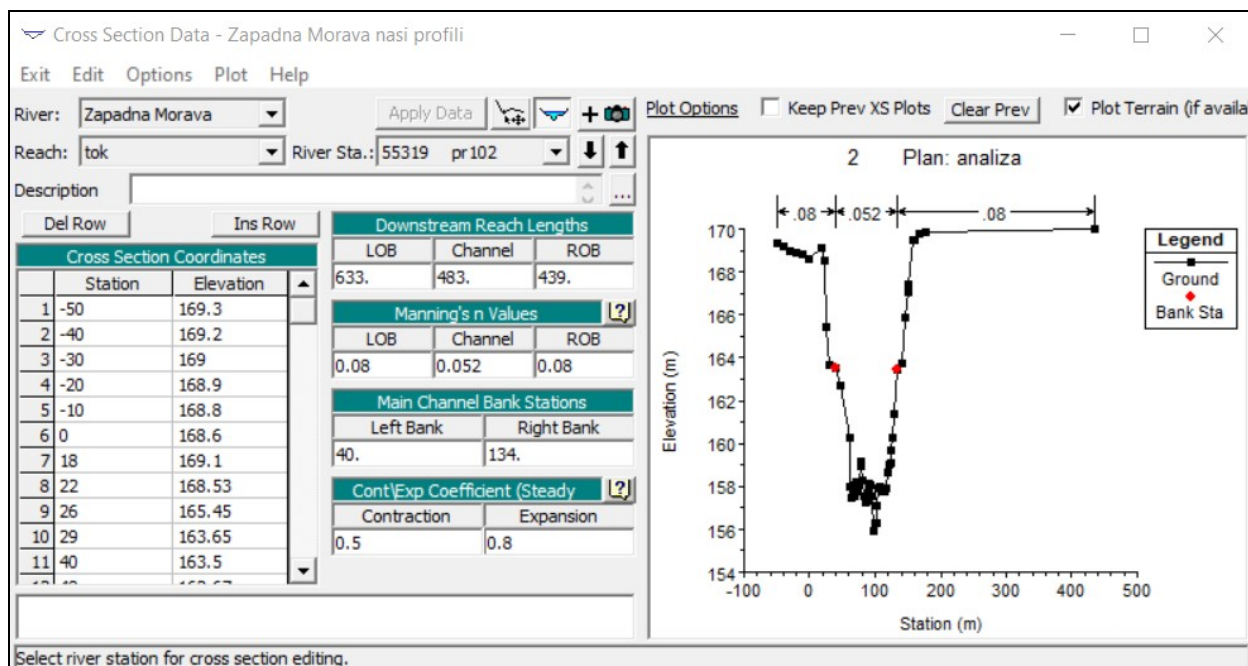 Cross Section Data - Zapadna Morava nasi profili
Exit Edit Options Plot Help
River: Zapadna Morava Apply Data
Reach: tok River Sta.: 55319 pr102
Description ...
Del Row Ins Row
Cross Section Coordinates
Station Elevation
1 -50 169.3
2 -40 169.2
3 -30 169
4 -20 168.9
5 -10 168.8
6 0 168.6
7 18 169.1
8 22 168.53
9 26 165.45
10 29 163.65
11 40 163.5
Downstream Reach Lengths
LOB Channel ROB
633. 483. 439.
Manning's n Values
LOB Channel ROB
0.08 0.052 0.08
Main Channel Bank Stations
Left Bank Right Bank
40. 134.
Cont\Exp Coefficient (Steady
Contraction Expansion
0.5 0.8
Plot Options Keep Prev XS Plots Clear Prev Plot Terrain (if availa
2 Plan: analiza
.08 .052 .08
170
168
166
164
162
160
158
156
154
-100 0 100 200 300 400 500
Elevation (m)
Station (m)
Legend
Ground
Bank Sta
Select river station for cross section editing.